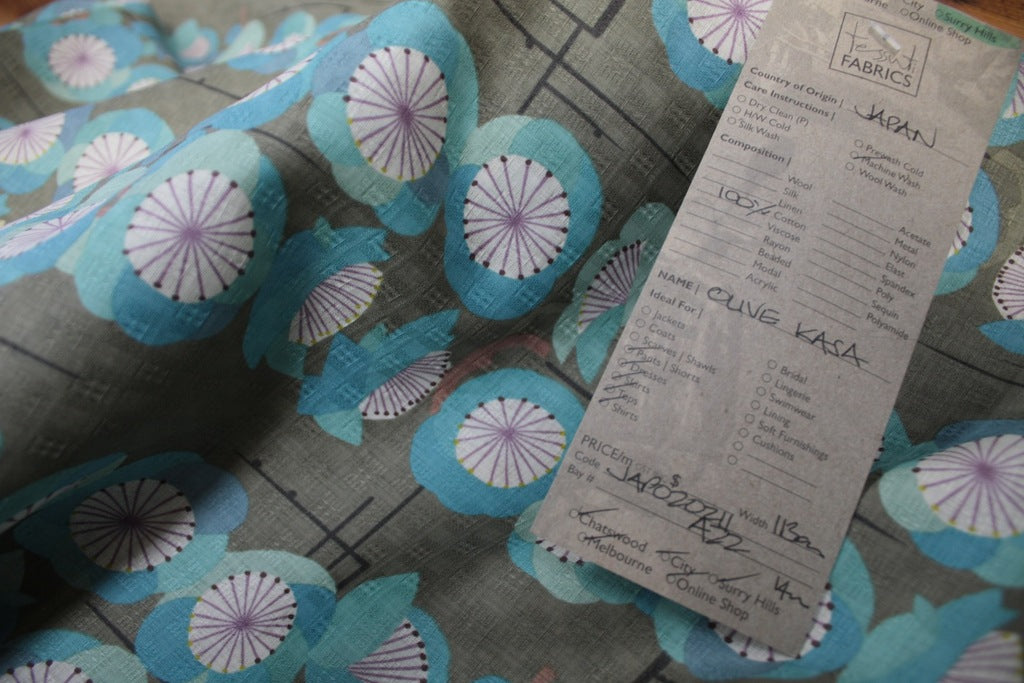 City
Surry Hills
Online Shop
tessuti
FABRICS
Country of Origin | JAPAN
Care Instructions |
Dry Clean (P)
H/W Cold
Silk Wash
Prewash Cold
Machine Wash
Wool Wash
Composition |
Wool
Silk
Linen
100% Cotton
Viscose
Rayon
Beaded
Modal
Acrylic
Acetate
Metal
Nylon
Elast
Spandex
Poly
Sequin
Polyamide
NAME | OLIVE KASA
Ideal For |
Jackets
Coats
Scarves | Shawls
Pants | Shorts
Dresses
Skirts
Tops
Shirts
Bridal
Lingerie
Swimwear
Lining
Soft Furnishings
Cushions
PRICE/m $
Code
Width 113cm
Bay # A22
Chatswood City Surry Hills 4m
Melbourne Online Shop